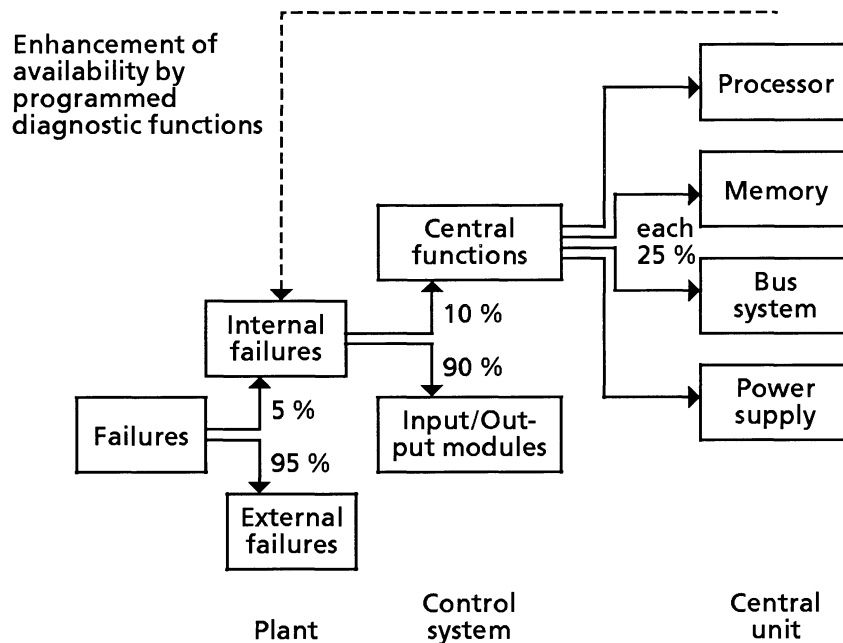 Enhancement of
availability by
programmed
diagnostic functions
Processor
Memory
each
25 %
Central
functions
Bus
system
10 %
Internal
failures
90 %
Power
supply
5 %
Failures
Input/Out-
put modules
95 %
External
failures
Plant
Control
system
Central
unit